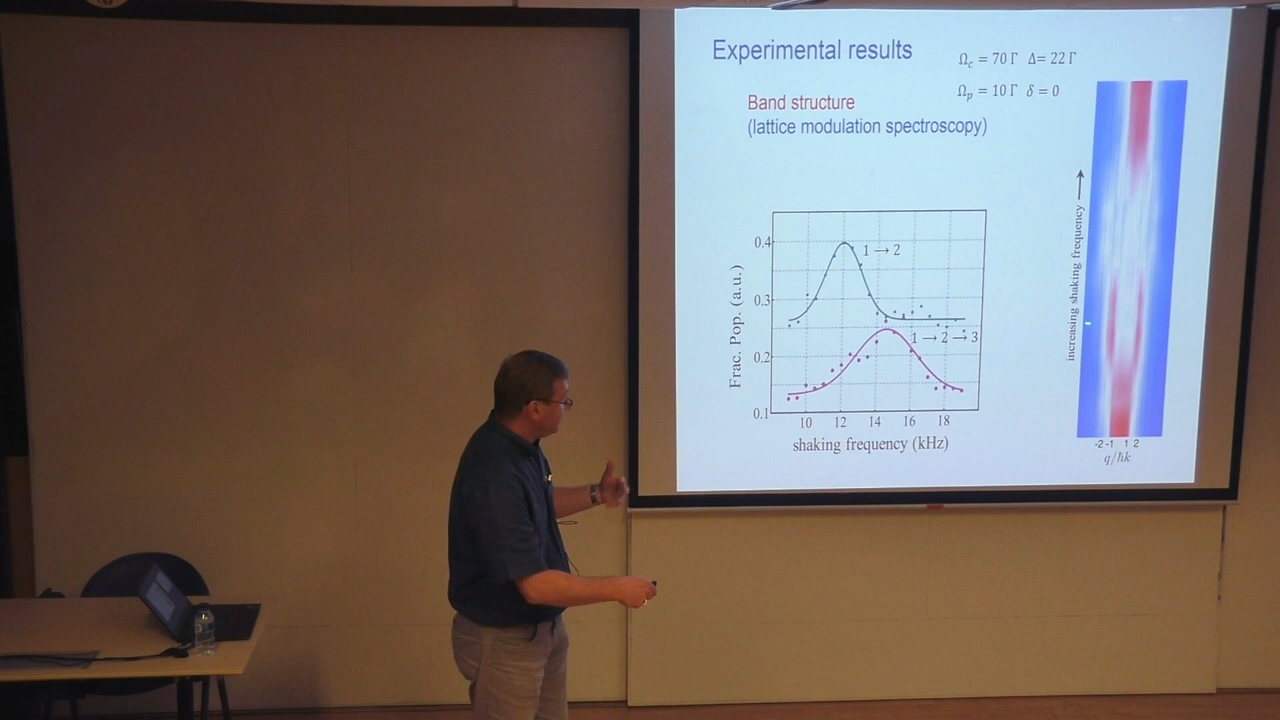 Experimental results
Ω_c = 70 Γ Δ= 22 Γ
Ω_p = 10 Γ δ = 0
Band structure
(lattice modulation spectroscopy)
Frac. Pop. (a.u.)
0.4
0.3
0.2
0.1
1 → 2
1 → 2 → 3
10 12 14 16 18
shaking frequency (kHz)
increasing shaking frequency
-2 -1 1 2
q/ħk